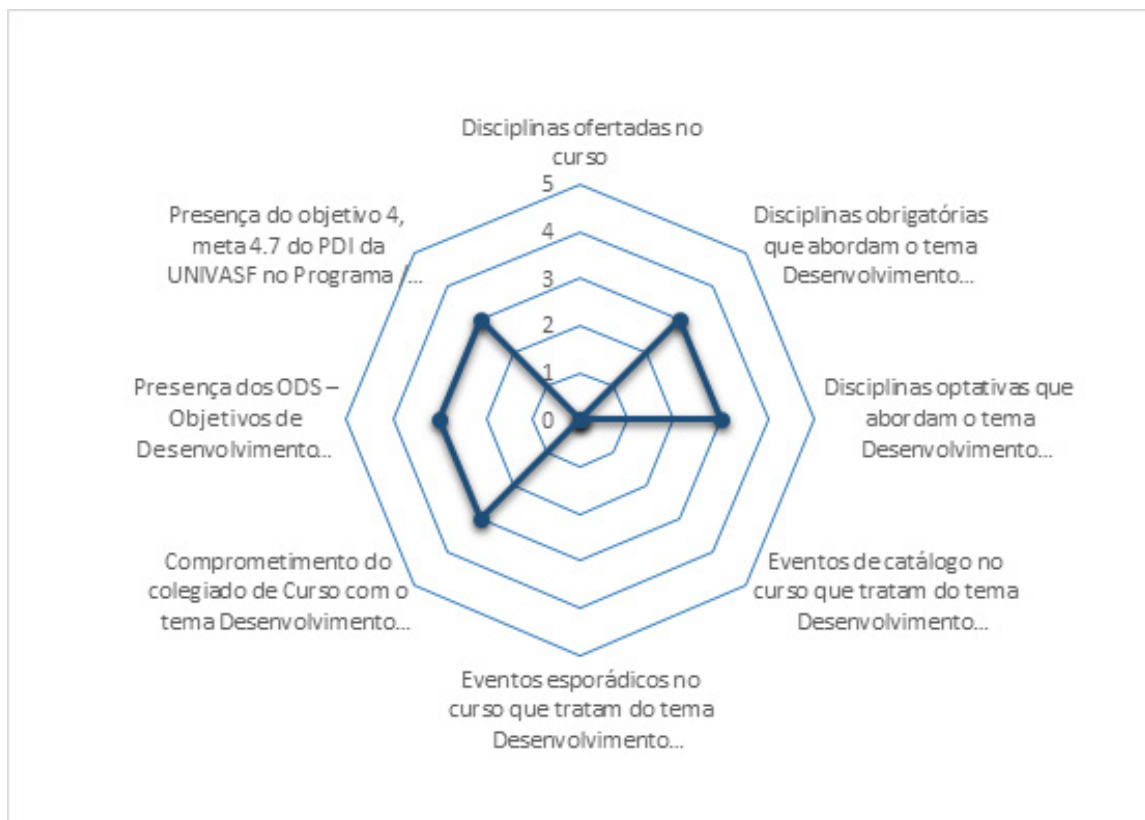 Disciplinas ofertadas no
curso
5
4
3
2
1
0
Disciplinas obrigatórias
que abordam o tema
Desenvolvimento...
Disciplinas optativas que
abordam o tema
Desenvolvimento...
Eventos de catálogo no
curso que tratam do tema
Desenvolvimento...
Eventos esporádicos no
curso que tratam do tema
Desenvolvimento...
Comprometimento do
colegiado de Curso com o
tema Desenvolvimento...
Presença dos ODS –
Objetivos de
Desenvolvimento...
Presença do objetivo 4,
meta 4.7 do PDI da
UNIVASF no Programa /...